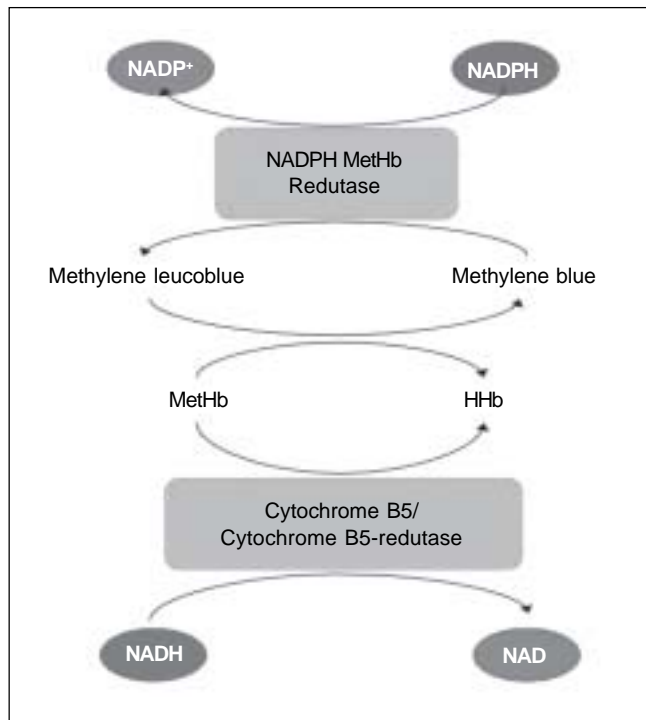 NADP⁺
NADPH
NADPH MetHb
Redutase
Methylene leucoblue
Methylene blue
MetHb
HHb
Cytochrome B5/
Cytochrome B5-redutase
NADH
NAD